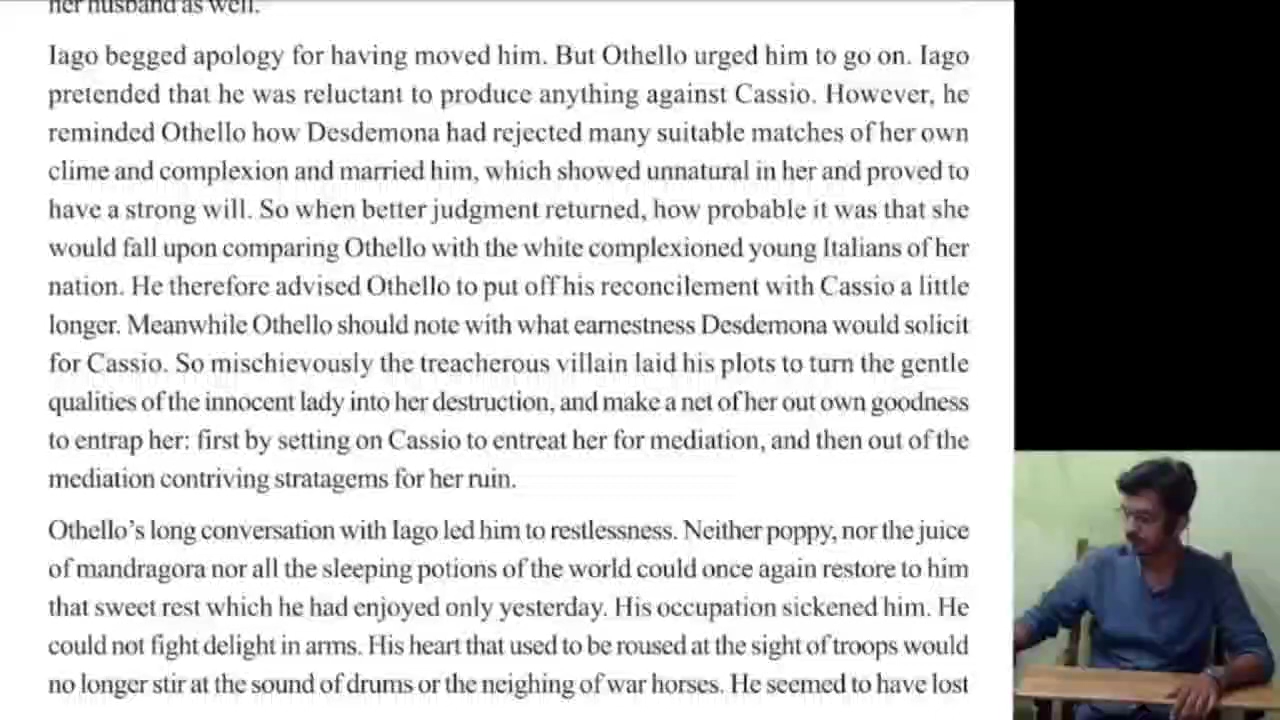 her husband as well.
Iago begged apology for having moved him. But Othello urged him to go on. Iago
pretended that he was reluctant to produce anything against Cassio. However, he
reminded Othello how Desdemona had rejected many suitable matches of her own
clime and complexion and married him, which showed unnatural in her and proved to
have a strong will. So when better judgment returned, how probable it was that she
would fall upon comparing Othello with the white complexioned young Italians of her
nation. He therefore advised Othello to put off his reconcilement with Cassio a little
longer. Meanwhile Othello should note with what earnestness Desdemona would solicit
for Cassio. So mischievously the treacherous villain laid his plots to turn the gentle
qualities of the innocent lady into her destruction, and make a net of her out own goodness
to entrap her: first by setting on Cassio to entreat her for mediation, and then out of the
mediation contriving stratagems for her ruin.
Othello's long conversation with Iago led him to restlessness. Neither poppy, nor the juice
of mandragora nor all the sleeping potions of the world could once again restore to him
that sweet rest which he had enjoyed only yesterday. His occupation sickened him. He
could not fight delight in arms. His heart that used to be roused at the sight of troops would
no longer stir at the sound of drums or the neighing of war horses. He seemed to have lost